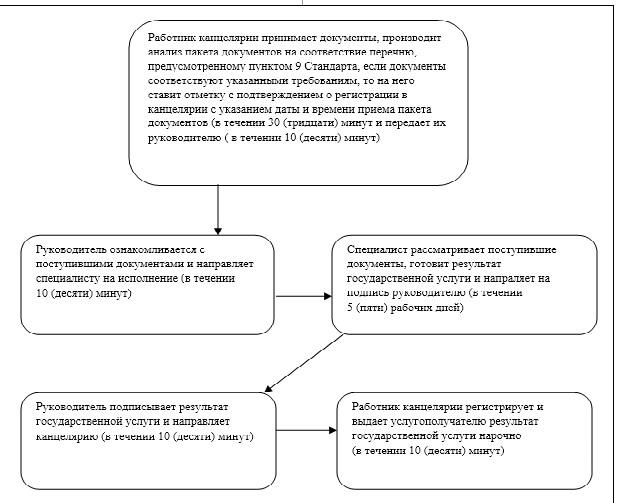 Работник канцелярии принимает документы, производит
анализ пакета документов на соответствие перечню,
предусмотренному пунктом 9 Стандарта, если документы
соответствуют указанными требованиям, то на него
ставит отметку с подтверждением о регистрации в
канцелярии с указанием даты и времени приема пакета
документов (в течении 30 (тридцати) минут и передает их
руководителю ( в течении 10 (десяти) минут)
Руководитель ознакомливается с
поступившими документами и направляет
специалисту на исполнение (в течении
10 (десяти) минут)
Специалист рассматривает поступившие
документы, готовит результат
государственной услуги и напраляет на
подпись руководителю (в течении
5 (пяти) рабочих дней)
Руководитель подписывает результат
государственной услуги и направляет
канцелярию (в течении 10 (десяти) минут)
Работник канцелярии регистрирует и
выдает услугополучателю результат
государственной услуги нарочно
(в течении 10 (десяти) минут)